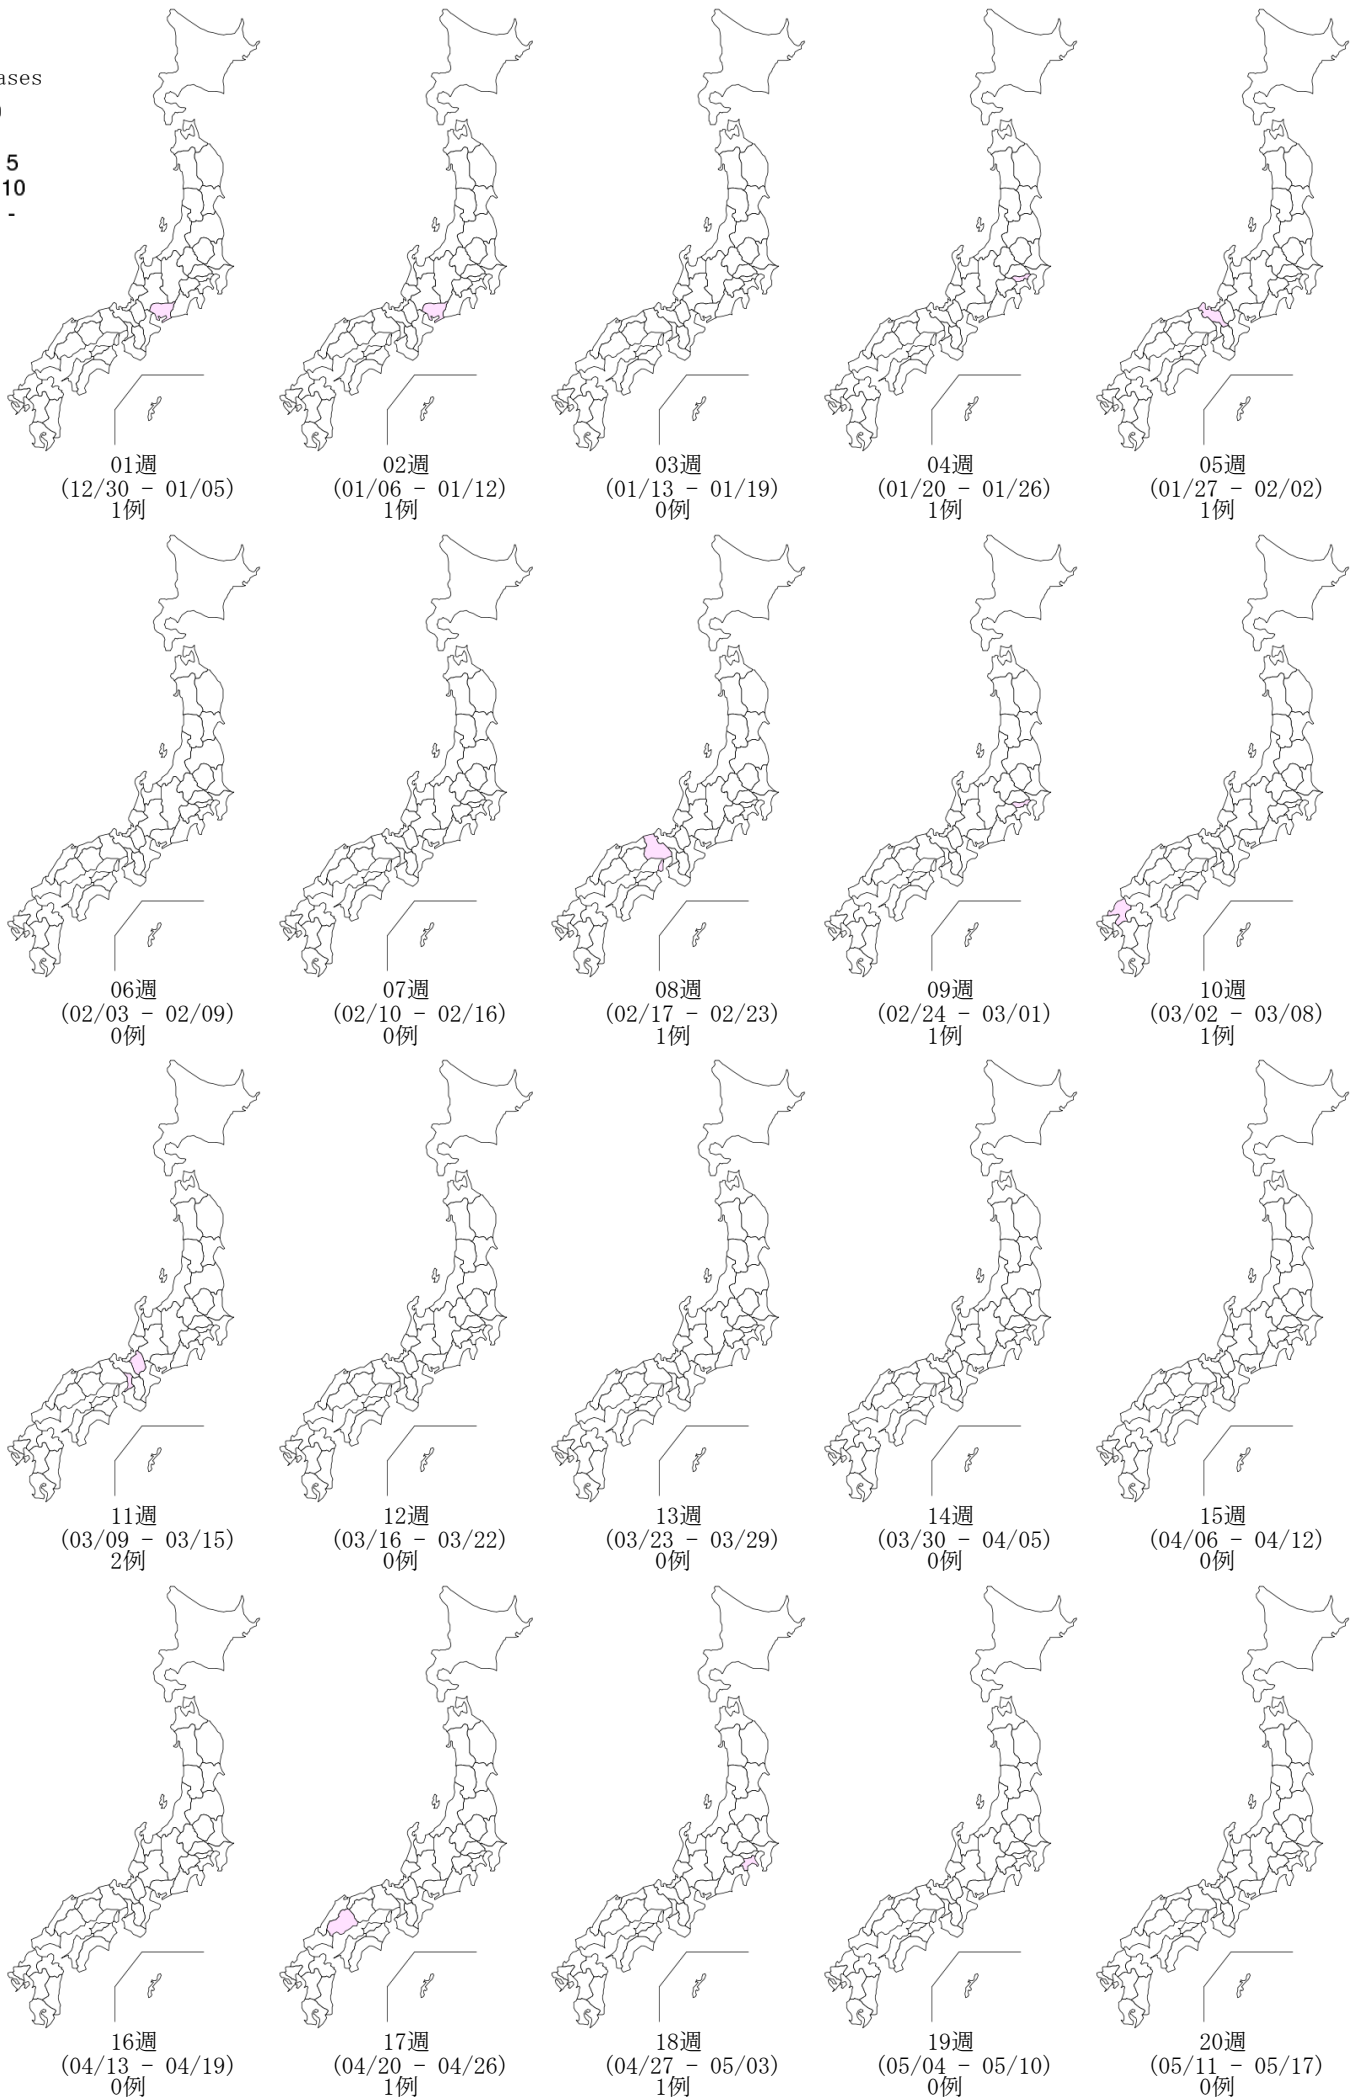 ases
5
10
-
01週
(12/30 - 01/05)
1例
02週
(01/06 - 01/12)
1例
03週
(01/13 - 01/19)
0例
04週
(01/20 - 01/26)
1例
05週
(01/27 - 02/02)
1例
06週
(02/03 - 02/09)
0例
07週
(02/10 - 02/16)
0例
08週
(02/17 - 02/23)
1例
09週
(02/24 - 03/01)
1例
10週
(03/02 - 03/08)
1例
11週
(03/09 - 03/15)
2例
12週
(03/16 - 03/22)
0例
13週
(03/23 - 03/29)
0例
14週
(03/30 - 04/05)
0例
15週
(04/06 - 04/12)
0例
16週
(04/13 - 04/19)
0例
17週
(04/20 - 04/26)
1例
18週
(04/27 - 05/03)
1例
19週
(05/04 - 05/10)
0例
20週
(05/11 - 05/17)
0例